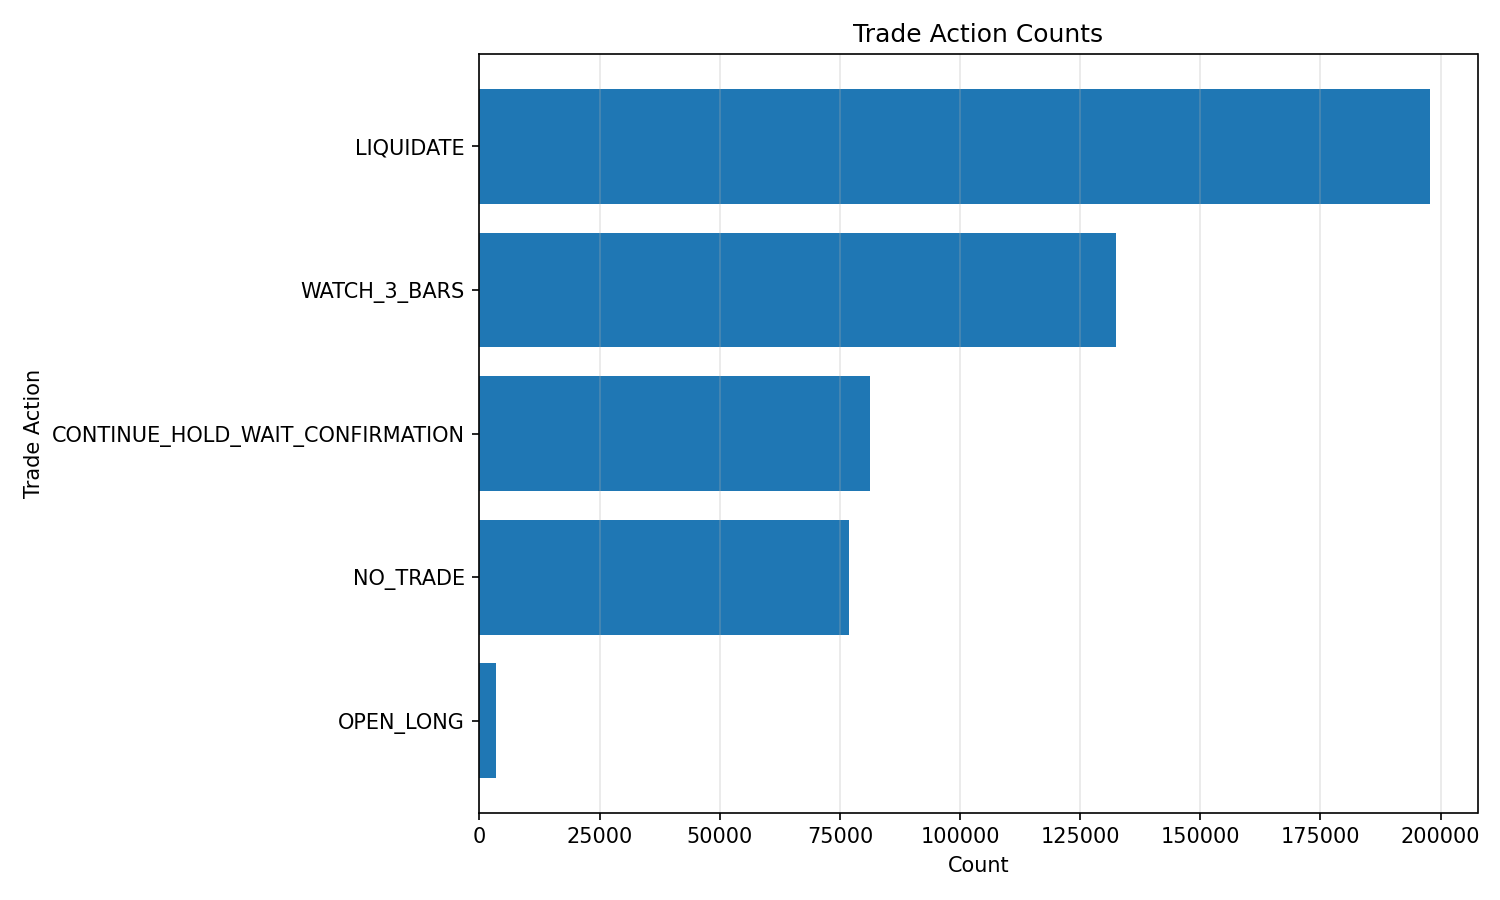 Trade Action Counts
Trade Action
LIQUIDATE
WATCH_3_BARS
CONTINUE_HOLD_WAIT_CONFIRMATION
NO_TRADE
OPEN_LONG
0 25000 50000 75000 100000 125000 150000 175000 200000
Count